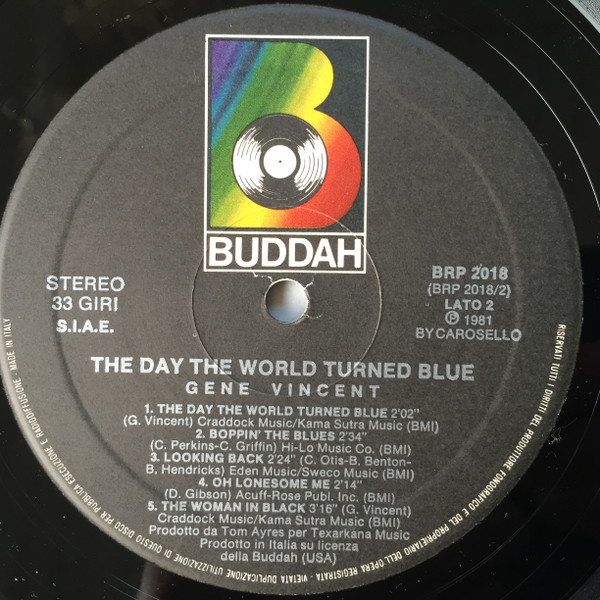 BUDDAH
STEREO
33 GIRI
S.I.A.E.
BRP 2018
(BRP 2018/2)
LATO 2
Ⓟ 1981
BY CAROSELLO
THE DAY THE WORLD TURNED BLUE
GENE VINCENT
1. THE DAY THE WORLD TURNED BLUE 2'02"
(G. Vincent) Craddock Music/Kama Sutra Music (BMI)
2. BOPPIN' THE BLUES 2'34"
(C. Perkins-C. Griffin) Hi-Lo Music Co. (BMI)
3. LOOKING BACK 2'24" (C. Otis-B. Benton-
B, Hendricks) Eden Music/Sweco Music (BMI)
4. OH LONESOME ME 2'14"
(D. Gibson) Acuff-Rose Publ. Inc. (BMI)
5. THE WOMAN IN BLACK 3'16" (G. Vincent)
Craddock Music/Kama Sutra Music (BMI)
Prodotto da Tom Ayres per Texarkana Music
Prodotto in Italia su licenza
della Buddah (USA)
RISERVATI TUTTI I DIRITTI DEL PRODUTTORE FONOGRAFICO E DEL PROPRIETARIO DELL'OPERA REGISTRATA - VIETATA DUPLICAZIONE UTILIZZAZIONE DI QUESTO DISCO PER PUBBLICA ESECUZIONE E RADIODIFFUSIONE. MADE IN ITALY